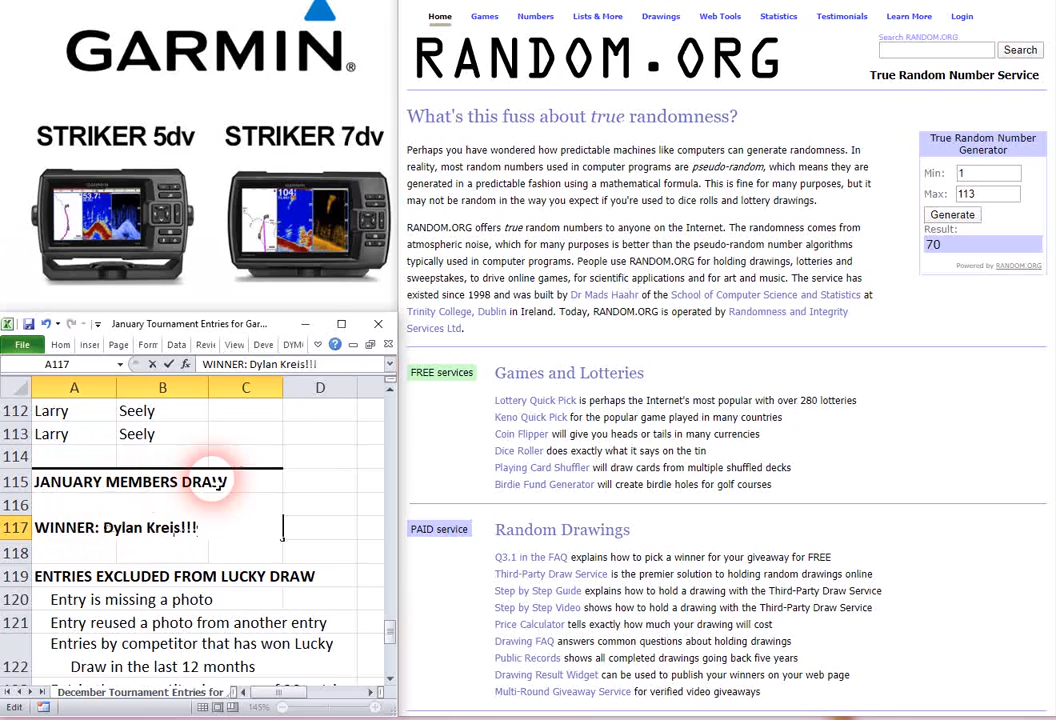 GARMIN®
STRIKER 5dv STRIKER 7dv
January Tournament Entries for Gar...
File Hom Inser Page Forr Data Revie View Deve DYM
A117 fx WINNER: Dylan Kreis!!!
A B C D
112 Larry Seely
113 Larry Seely
114
115 JANUARY MEMBERS DRAW
116
117 WINNER: Dylan Kreis!!!
118
119 ENTRIES EXCLUDED FROM LUCKY DRAW
120 Entry is missing a photo
121 Entry reused a photo from another entry
Entries by competitor that has won Lucky
122 Draw in the last 12 months
December Tournament Entries for
Edit 145%
Home Games Numbers Lists & More Drawings Web Tools Statistics Testimonials Learn More Login
RANDOM.ORG
Search RANDOM.ORG
Search
True Random Number Service
What's this fuss about true randomness?
Perhaps you have wondered how predictable machines like computers can generate randomness. In
reality, most random numbers used in computer programs are pseudo-random, which means they are
generated in a predictable fashion using a mathematical formula. This is fine for many purposes, but it
may not be random in the way you expect if you're used to dice rolls and lottery drawings.
RANDOM.ORG offers true random numbers to anyone on the Internet. The randomness comes from
atmospheric noise, which for many purposes is better than the pseudo-random number algorithms
typically used in computer programs. People use RANDOM.ORG for holding drawings, lotteries and
sweepstakes, to drive online games, for scientific applications and for art and music. The service has
existed since 1998 and was built by Dr Mads Haahr of the School of Computer Science and Statistics at
Trinity College, Dublin in Ireland. Today, RANDOM.ORG is operated by Randomness and Integrity
Services Ltd.
True Random Number
Generator
Min: 1
Max: 113
Generate
Result:
70
Powered by RANDOM.ORG
FREE services Games and Lotteries
Lottery Quick Pick is perhaps the Internet's most popular with over 280 lotteries
Keno Quick Pick for the popular game played in many countries
Coin Flipper will give you heads or tails in many currencies
Dice Roller does exactly what it says on the tin
Playing Card Shuffler will draw cards from multiple shuffled decks
Birdie Fund Generator will create birdie holes for golf courses
PAID service Random Drawings
Q3.1 in the FAQ explains how to pick a winner for your giveaway for FREE
Third-Party Draw Service is the premier solution to holding random drawings online
Step by Step Guide explains how to hold a drawing with the Third-Party Draw Service
Step by Step Video shows how to hold a drawing with the Third-Party Draw Service
Price Calculator tells exactly how much your drawing will cost
Drawing FAQ answers common questions about holding drawings
Public Records shows all completed drawings going back five years
Drawing Result Widget can be used to publish your winners on your web page
Multi-Round Giveaway Service for verified video giveaways